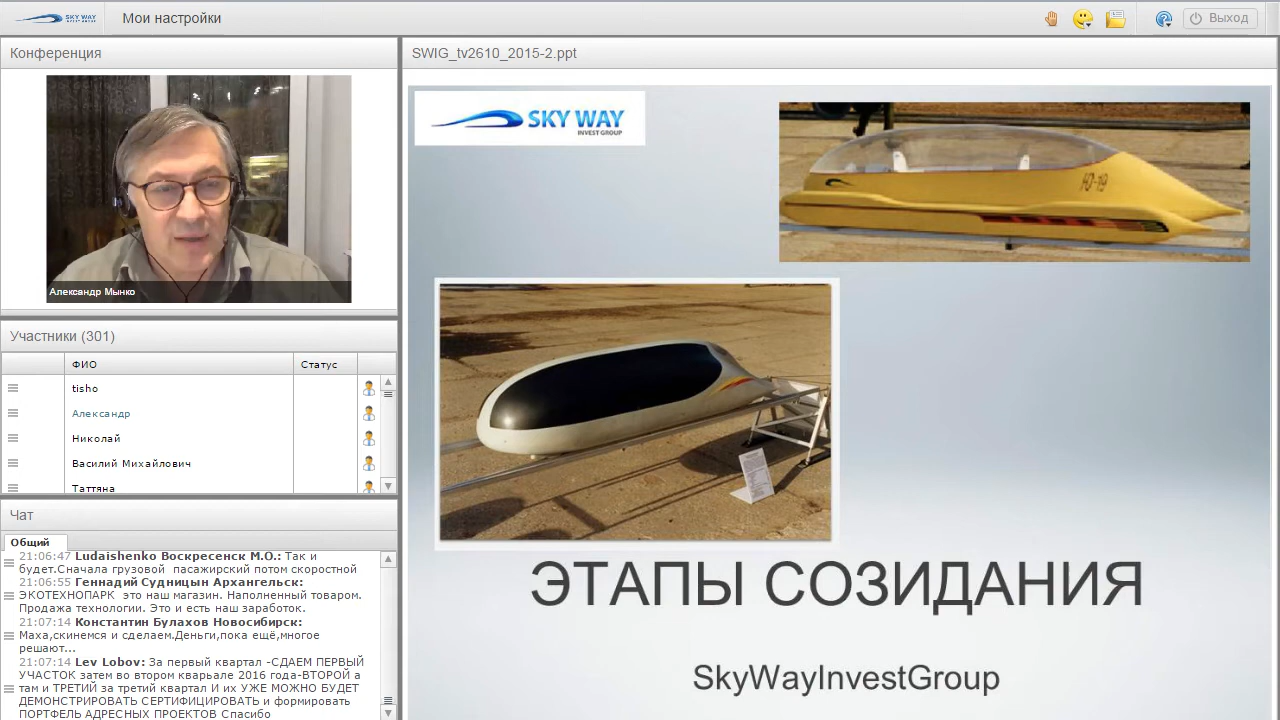 SKY WAY
INVEST GROUP
Мои настройки
Выход
Конференция
Александр Мынко
Участники (301)
ФИО
Статус
tisho
Александр
Николай
Василий Михайлович
Таттяна
Чат
Общий
21:06:47 Ludaishenko Воскресенск М.О.: Так и
будет.Сначала грузовой пасажирский потом скоростной
21:06:55 Геннадий Судницын Архангельск:
ЭКОТЕХНОПАРК это наш магазин. Наполненный товаром.
Продажа технологии. Это и есть наш заработок.
21:07:14 Константин Булахов Новосибирск:
Маха,скинемся и сделаем.Деньги,пока ещё,многое
решают...
21:07:14 Lev Lobov: За первый квартал -СДАЕМ ПЕРВЫЙ
УЧАСТОК затем во втором кварьале 2016 года-ВТОРОЙ а
там и ТРЕТИЙ за третий квартал И их УЖЕ МОЖНО БУДЕТ
ДЕМОНСТРИРОВАТЬ СЕРТИФИЦИРОВАТЬ и формировать
ПОРТФЕЛЬ АДРЕСНЫХ ПРОЕКТОВ Спасибо
SWIG_tv2610_2015-2.ppt
SKY WAY
INVEST GROUP
Ю-19
ЭТАПЫ СОЗИДАНИЯ
SkyWayInvestGroup